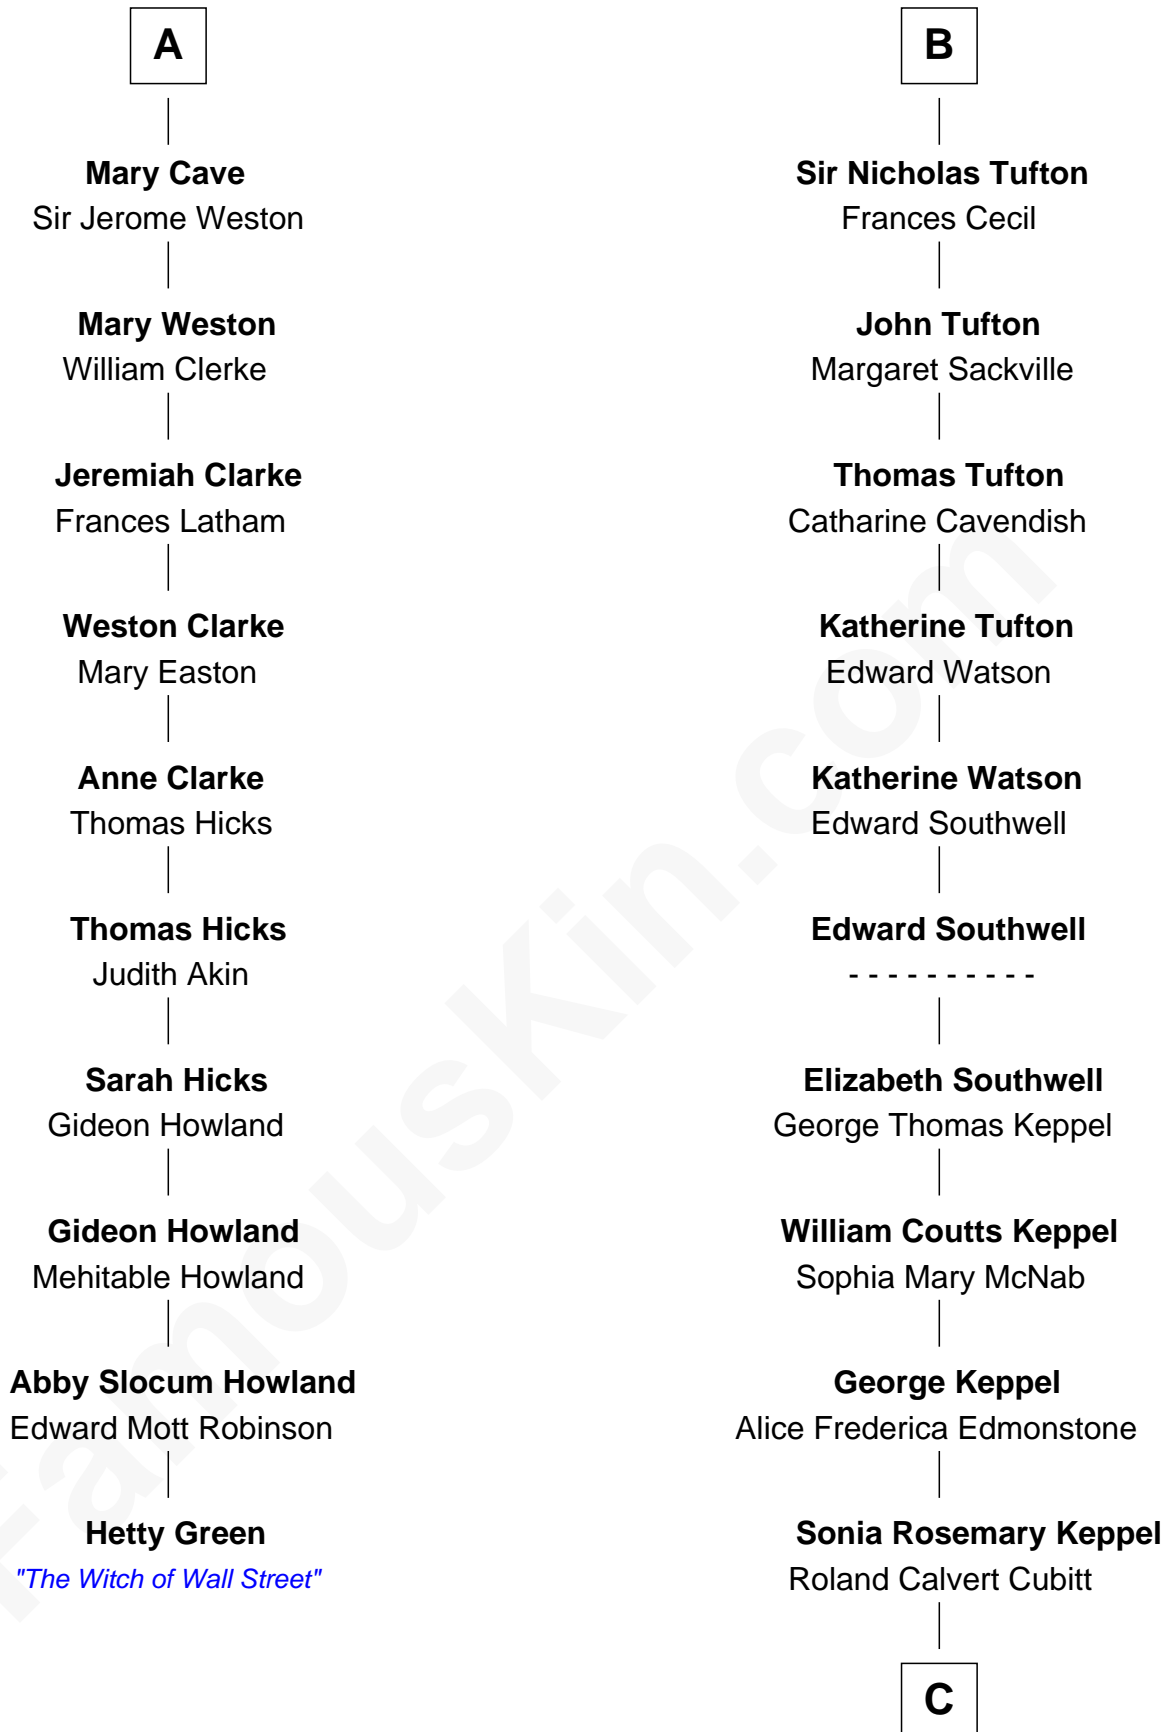 A
Mary Cave
Sir Jerome Weston
Mary Weston
William Clerke
Jeremiah Clarke
Frances Latham
Weston Clarke
Mary Easton
Anne Clarke
Thomas Hicks
Thomas Hicks
Judith Akin
Sarah Hicks
Gideon Howland
Gideon Howland
Mehitable Howland
Abby Slocum Howland
Edward Mott Robinson
Hetty Green
"The Witch of Wall Street"
B
Sir Nicholas Tufton
Frances Cecil
John Tufton
Margaret Sackville
Thomas Tufton
Catharine Cavendish
Katherine Tufton
Edward Watson
Katherine Watson
Edward Southwell
Edward Southwell
- - - - - - - - - -
Elizabeth Southwell
George Thomas Keppel
William Coutts Keppel
Sophia Mary McNab
George Keppel
Alice Frederica Edmonstone
Sonia Rosemary Keppel
Roland Calvert Cubitt
C
FamousKin.com